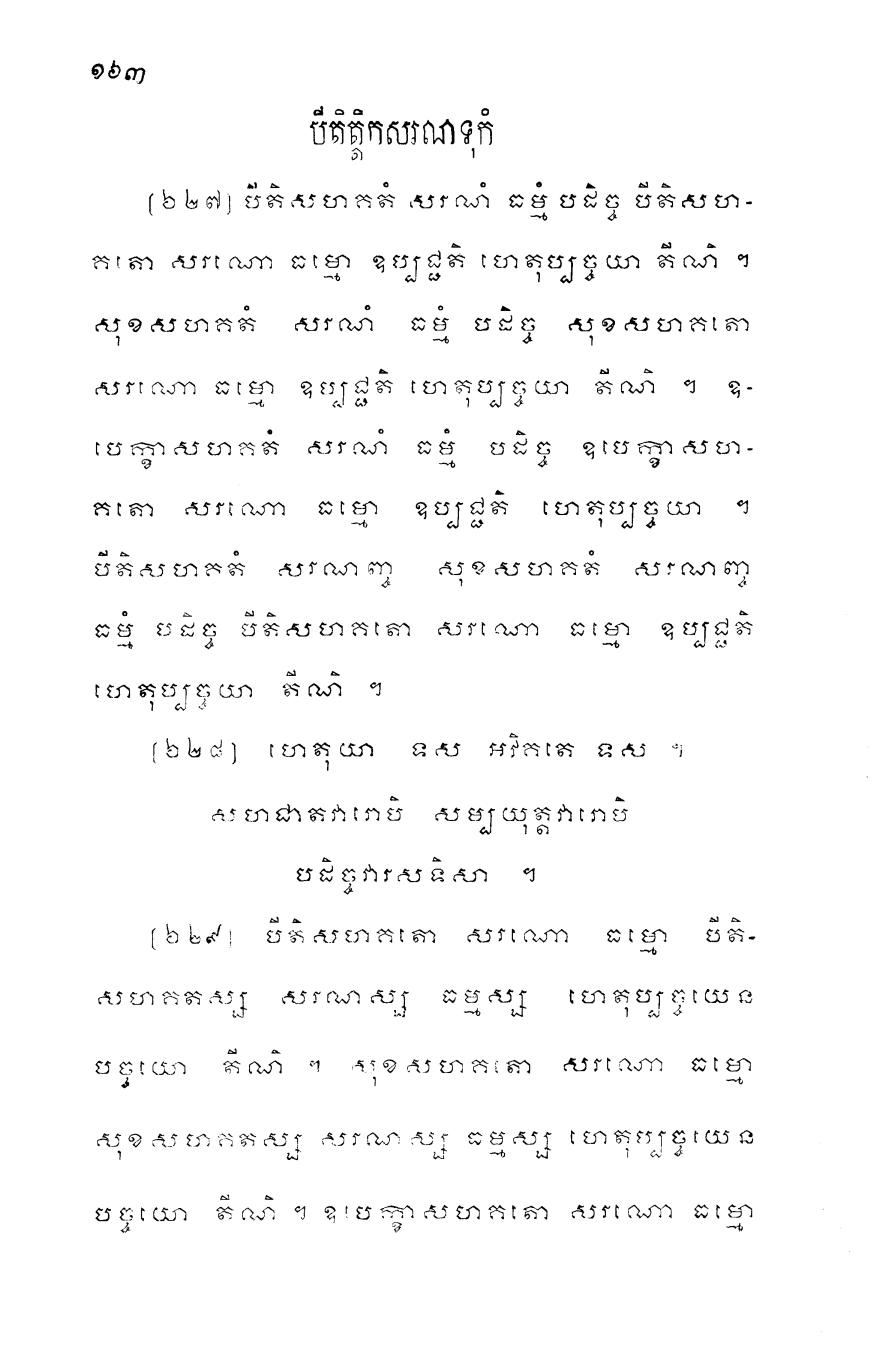 ១៦៣
បីតិត្តិកសរណទុកំ
(៦២៧) បីតិសហគតំ សរណំ ធម្មំ បដិច្ច បីតិសហ-
គតោ សរណោ ធម្មោ ឧប្បជ្ជតិ ហេតុប្បច្ចយា តីណិ ។
សុខសហគតំ សរណំ ធម្មំ បដិច្ច សុខសហគតោ
សរណោ ធម្មោ ឧប្បជ្ជតិ ហេតុប្បច្ចយា តីណិ ។ ឧ-
បេក្ខាសហគតំ សរណំ ធម្មំ បដិច្ច ឧបេក្ខាសហ-
គតោ សរណោ ធម្មោ ឧប្បជ្ជតិ ហេតុប្បច្ចយា ។
បីតិសហគតំ សរណញ្ច សុខសហគតំ សរណញ្ច
ធម្មំ បដិច្ច បីតិសហគតោ សរណោ ធម្មោ ឧប្បជ្ជតិ
ហេតុប្បច្ចយា តីណិ ។
(៦២៨) ហេតុយា ទស អវិគតេ ទស ។
សហជាតវារោបិ សម្បយុត្តវារោបិ
បដិច្ចវារសទិសា ។
(៦២៩) បីតិសហគតោ សរណោ ធម្មោ បីតិ-
សហគតស្ស សរណស្ស ធម្មស្ស ហេតុប្បច្ចយេន
បច្ចយោ តីណិ ។ សុខសហគតោ សរណោ ធម្មោ
សុខសហគតស្ស សរណស្ស ធម្មស្ស ហេតុប្បច្ចយេន
បច្ចយោ តីណិ ។ ឧបេក្ខាសហគតោ សរណោ ធម្មោ